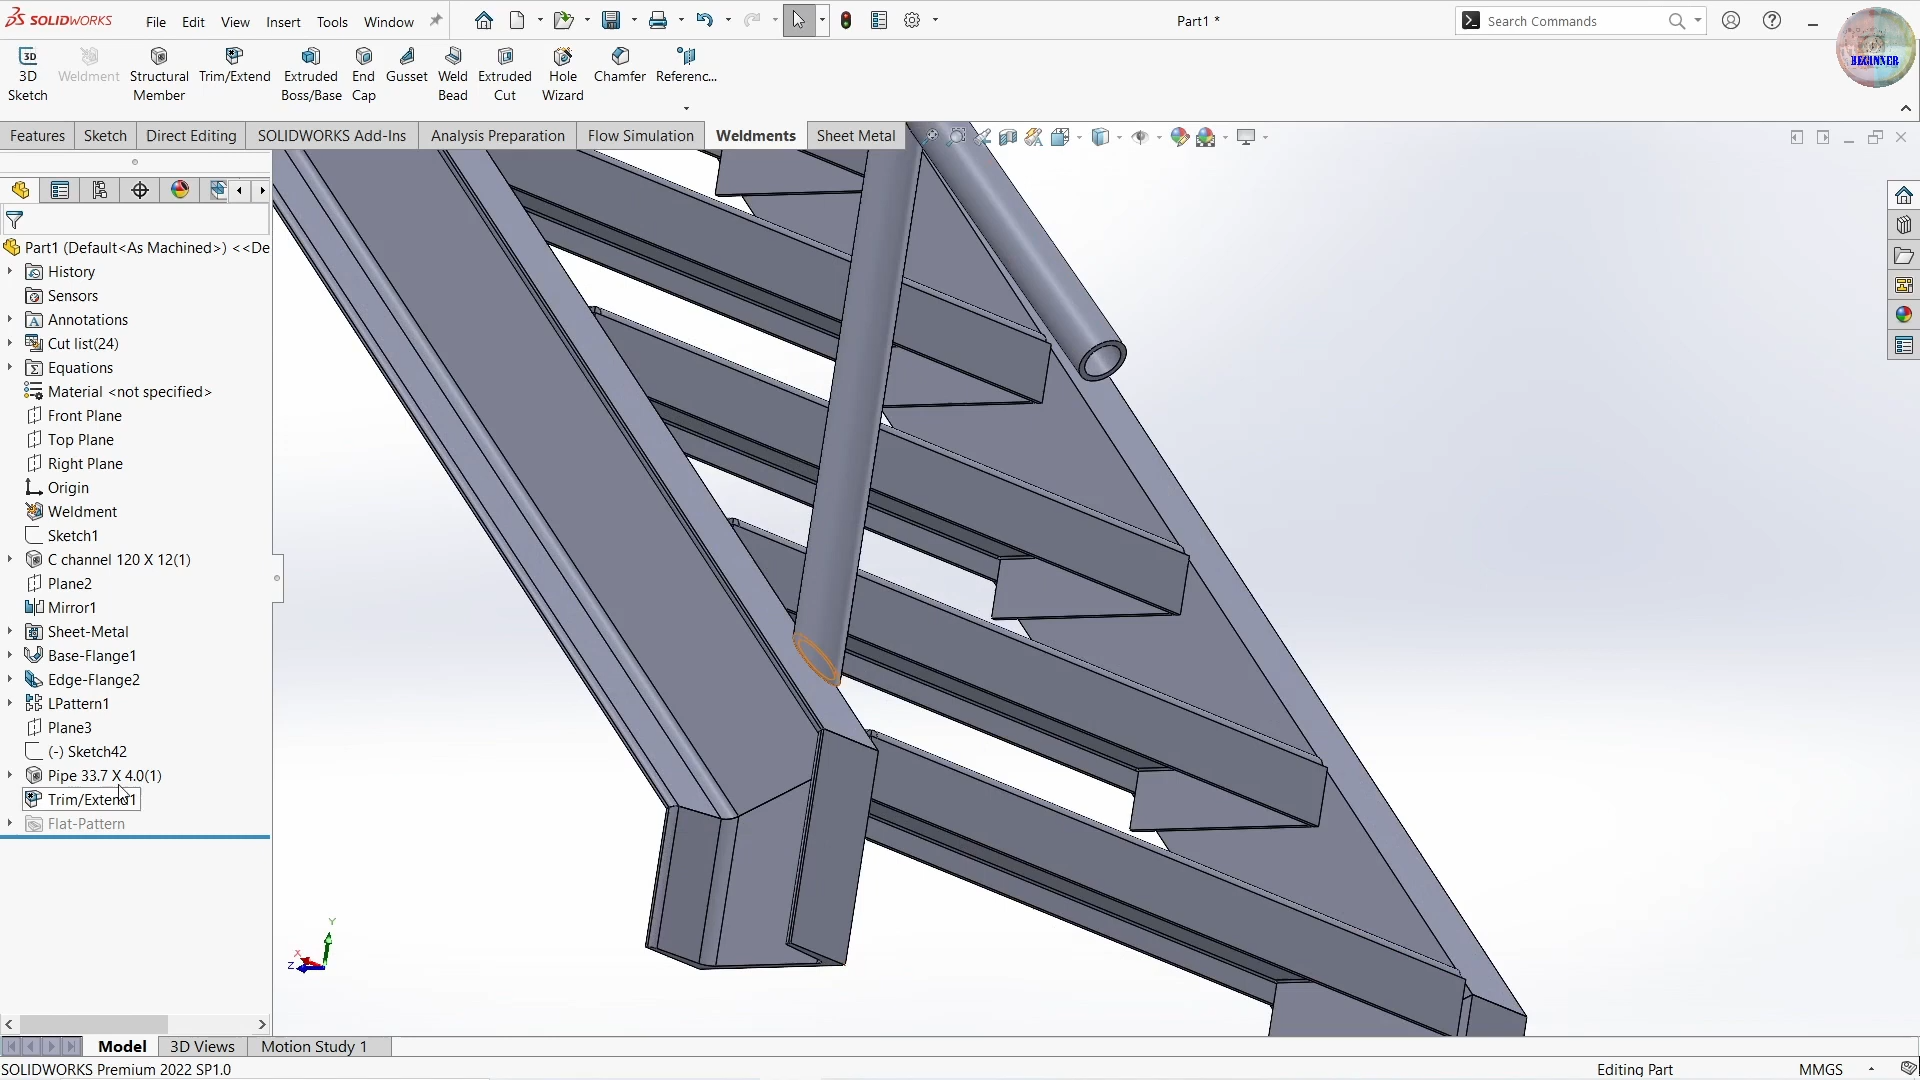 SOLIDWORKS
File Edit View Insert Tools Window
Part1 *
Search Commands
BEGINNER
3D Sketch
Weldment
Structural Member
Trim/Extend
Extruded Boss/Base
End Cap
Gusset
Weld Bead
Extruded Cut
Hole Wizard
Chamfer
Referenc...
Features Sketch Direct Editing SOLIDWORKS Add-Ins Analysis Preparation Flow Simulation Weldments Sheet Metal
Part1 (Default<As Machined>) <<De
History
Sensors
Annotations
Cut list(24)
Equations
Material <not specified>
Front Plane
Top Plane
Right Plane
Origin
Weldment
Sketch1
C channel 120 X 12(1)
Plane2
Mirror1
Sheet-Metal
Base-Flange1
Edge-Flange2
LPattern1
Plane3
(-) Sketch42
Pipe 33.7 X 4.0(1)
Trim/Extend1
Flat-Pattern
Y
X
Z
Model 3D Views Motion Study 1
SOLIDWORKS Premium 2022 SP1.0
Editing Part
MMGS